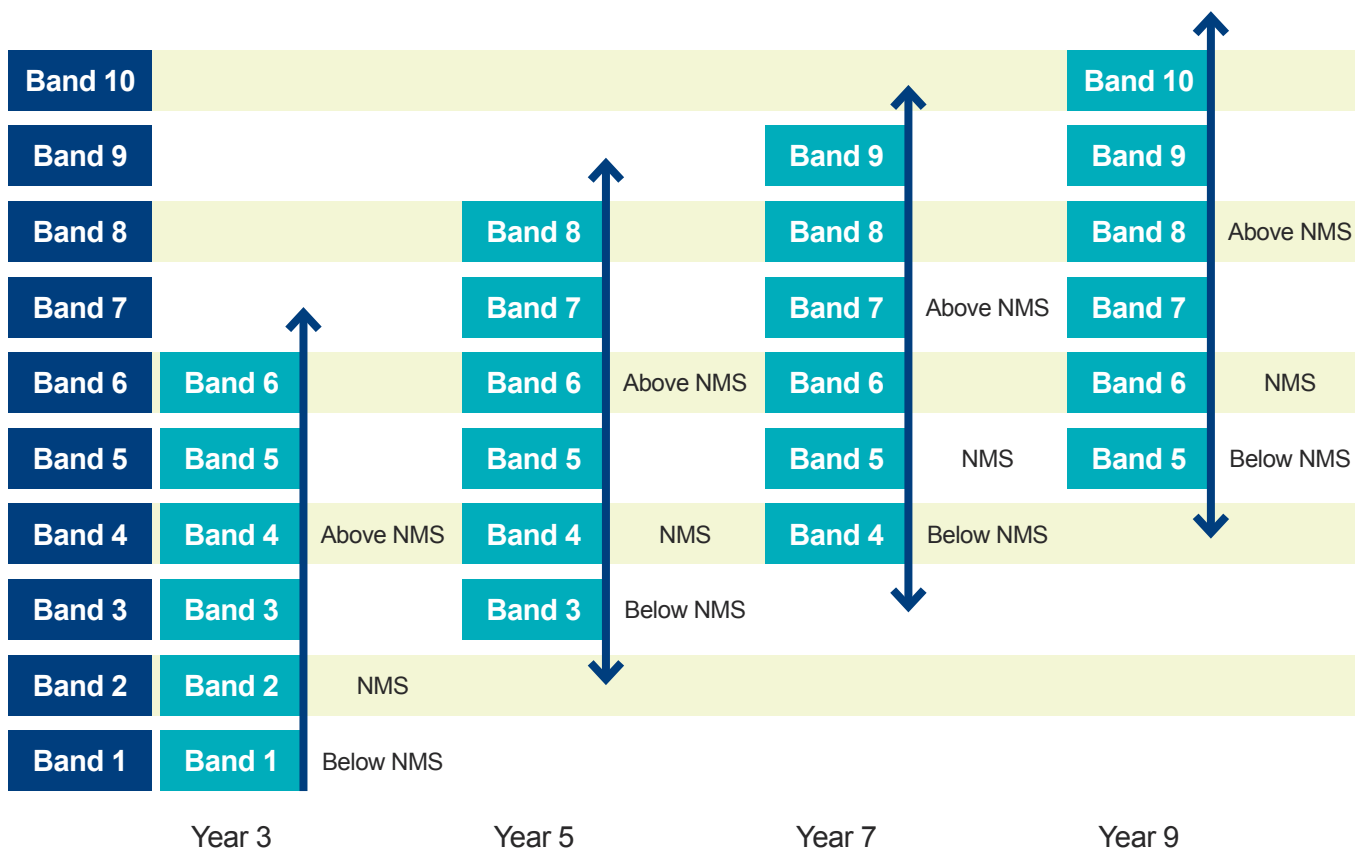 Band 10 Band 10
Band 9 Band 9 Band 9
Band 8 Band 8 Band 8 Band 8 Above NMS
Band 7 Band 7 Band 7 Above NMS Band 7
Band 6 Band 6 Band 6 Above NMS Band 6 Band 6 NMS
Band 5 Band 5 Band 5 Band 5 NMS Band 5 Below NMS
Band 4 Band 4 Above NMS Band 4 NMS Band 4 Below NMS
Band 3 Band 3 Band 3 Below NMS
Band 2 Band 2 NMS
Band 1 Band 1 Below NMS
Year 3 Year 5 Year 7 Year 9